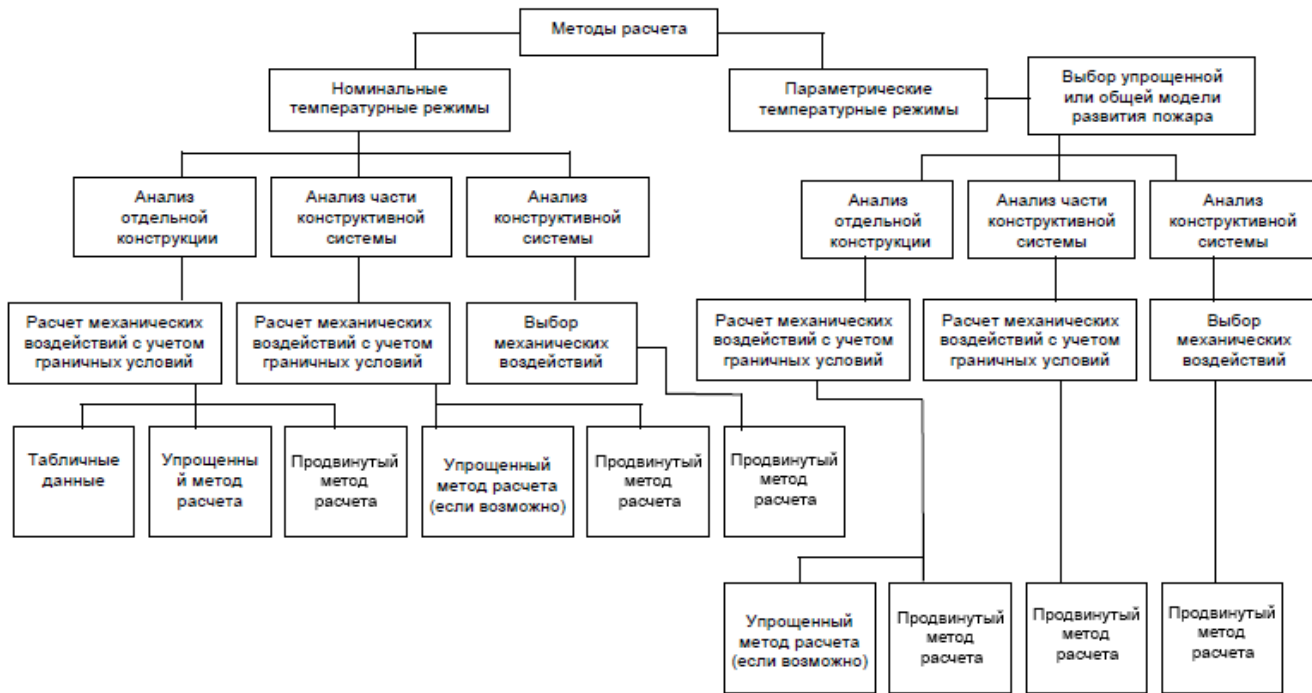 Методы расчета
Номинальные
температурные режимы
Параметрические
температурные режимы
Выбор упрощенной
или общей модели
развития пожара
Анализ
отдельной
конструкции
Анализ части
конструктивной
системы
Анализ
конструктивной
системы
Анализ
отдельной
конструкции
Анализ части
конструктивной
системы
Анализ
конструктивной
системы
Расчет механических
воздействий с учетом
граничных условий
Расчет механических
воздействий с учетом
граничных условий
Выбор
механических
воздействий
Расчет механических
воздействий с учетом
граничных условий
Расчет механических
воздействий с учетом
граничных условий
Выбор
механических
воздействий
Табличные
данные
Упрощенны
й метод
расчета
Продвинутый
метод
расчета
Упрощенный
метод расчета
(если возможно)
Продвинутый
метод
расчета
Продвинутый
метод
расчета
Упрощенный
метод расчета
(если возможно)
Продвинутый
метод
расчета
Продвинутый
метод
расчета
Продвинутый
метод
расчета